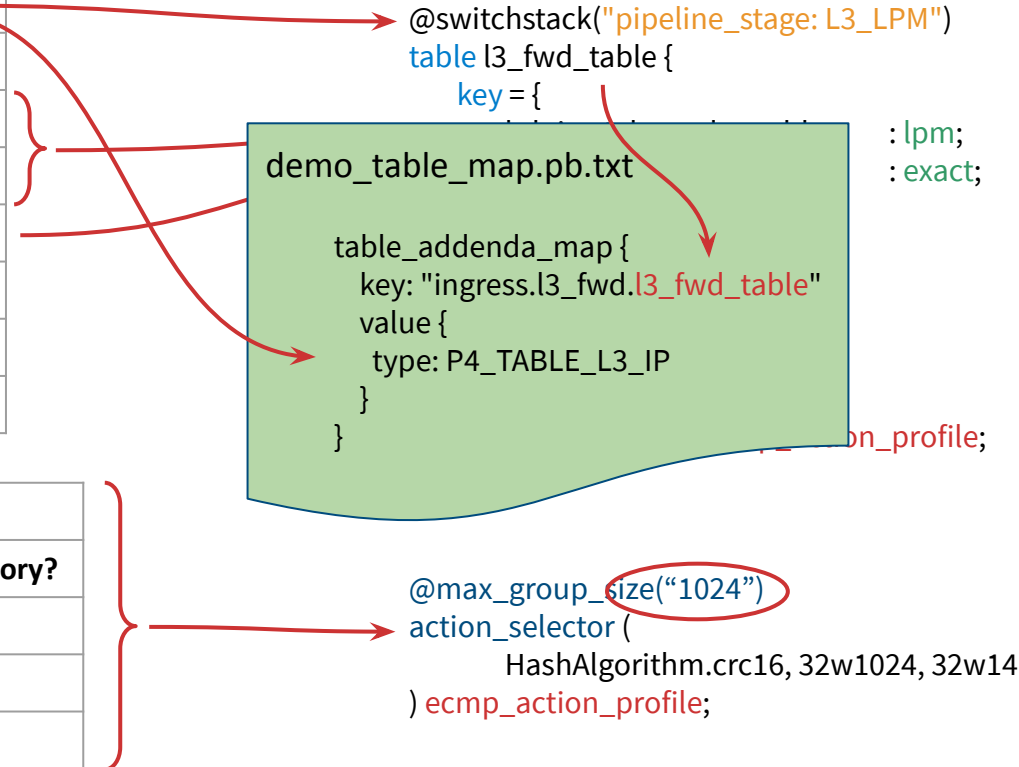 @switchstack("pipeline_stage: L3_LPM")
table l3_fwd_table {
key = {
: lpm;
: exact;
demo_table_map.pb.txt
table_addenda_map {
key: "ingress.l3_fwd.l3_fwd_table"
value {
type: P4_TABLE_L3_IP
}
}
on_profile;
ory?
@max_group_size(“1024”)
action_selector (
HashAlgorithm.crc16, 32w1024, 32w14
) ecmp_action_profile;